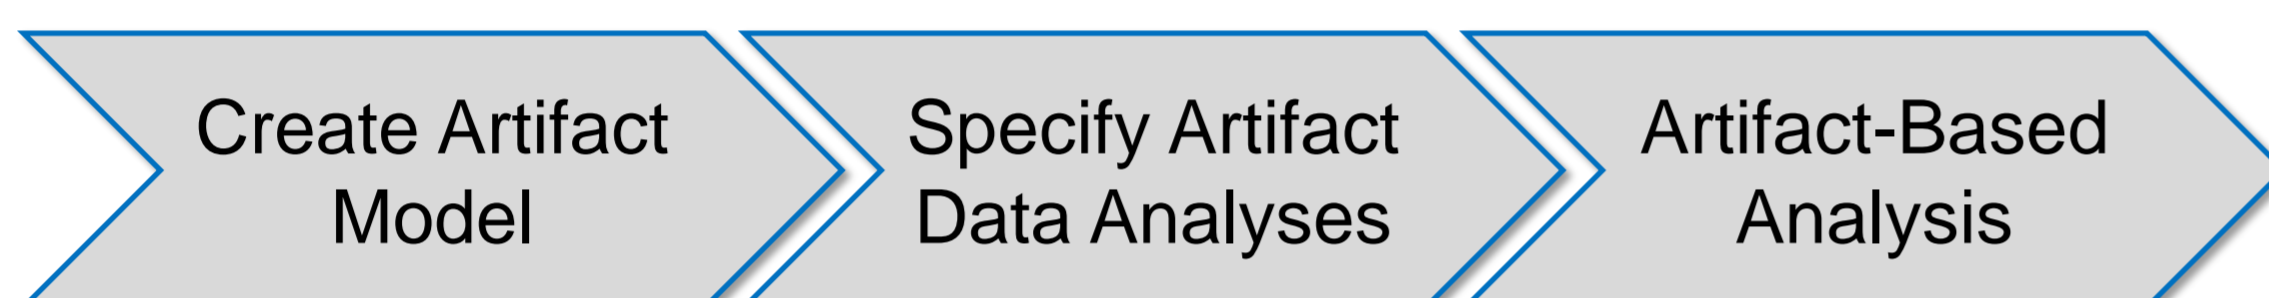 Create Artifact
Model
Specify Artifact
Data Analyses
Artifact-Based
Analysis